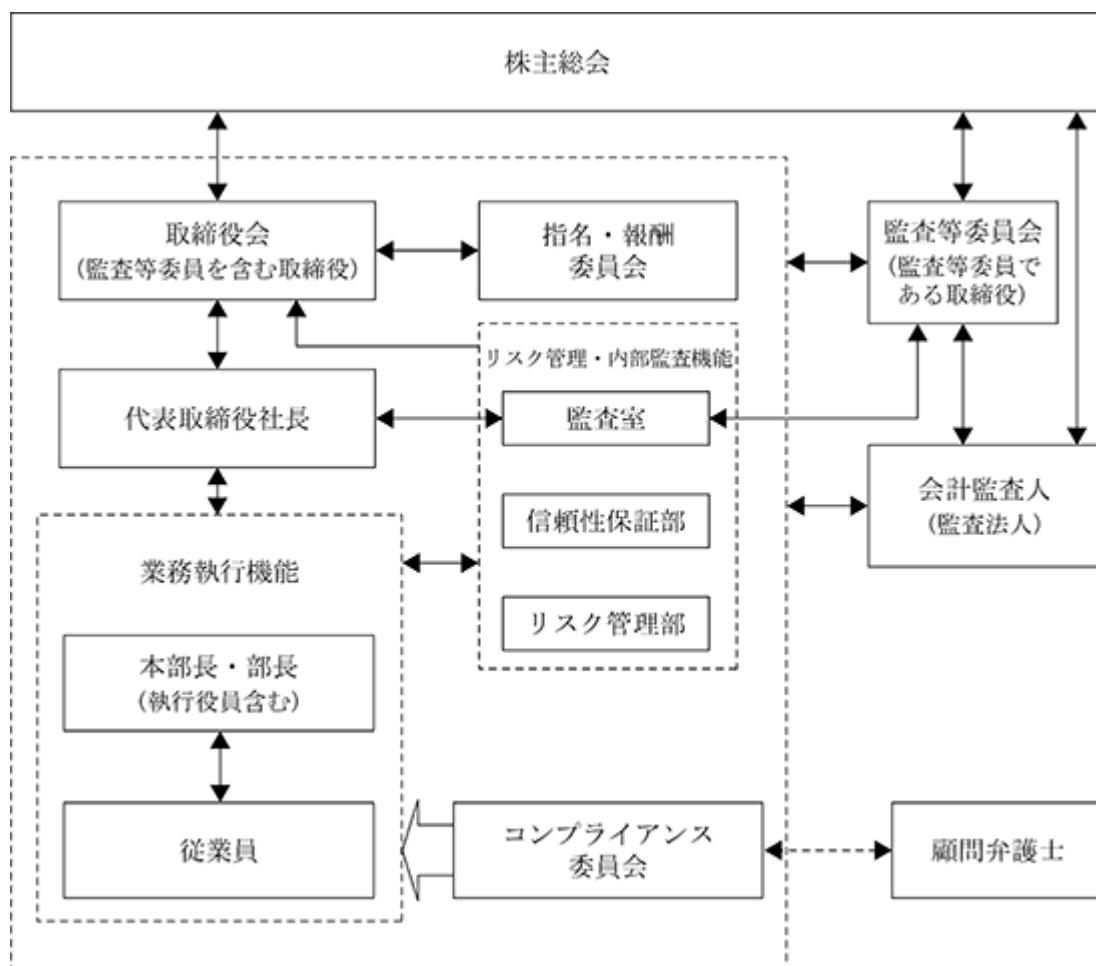 株主総会
取締役会
(監査等委員を含む取締役)
指名・報酬
委員会
監査等委員会
(監査等委員で
ある取締役)
リスク管理・内部監査機能
代表取締役社長
監査室
会計監査人
(監査法人)
信頼性保証部
業務執行機能
リスク管理部
本部長・部長
(執行役員含む)
従業員
コンプライアンス
委員会
顧問弁護士